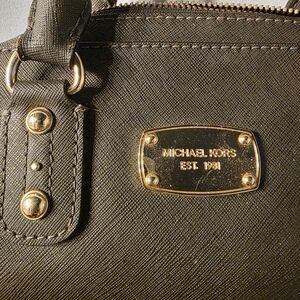 MICHAEL KORS
EST. 1981